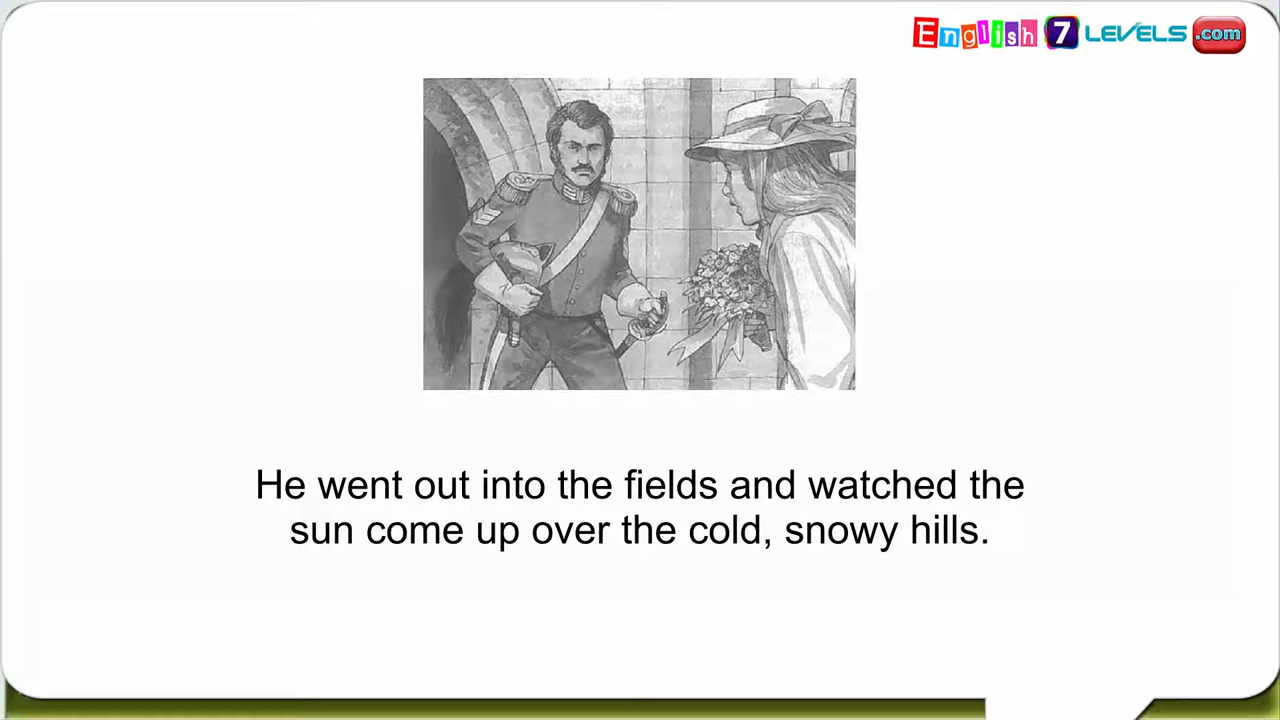 English 7 LEVELS .com
He went out into the fields and watched the
sun come up over the cold, snowy hills.